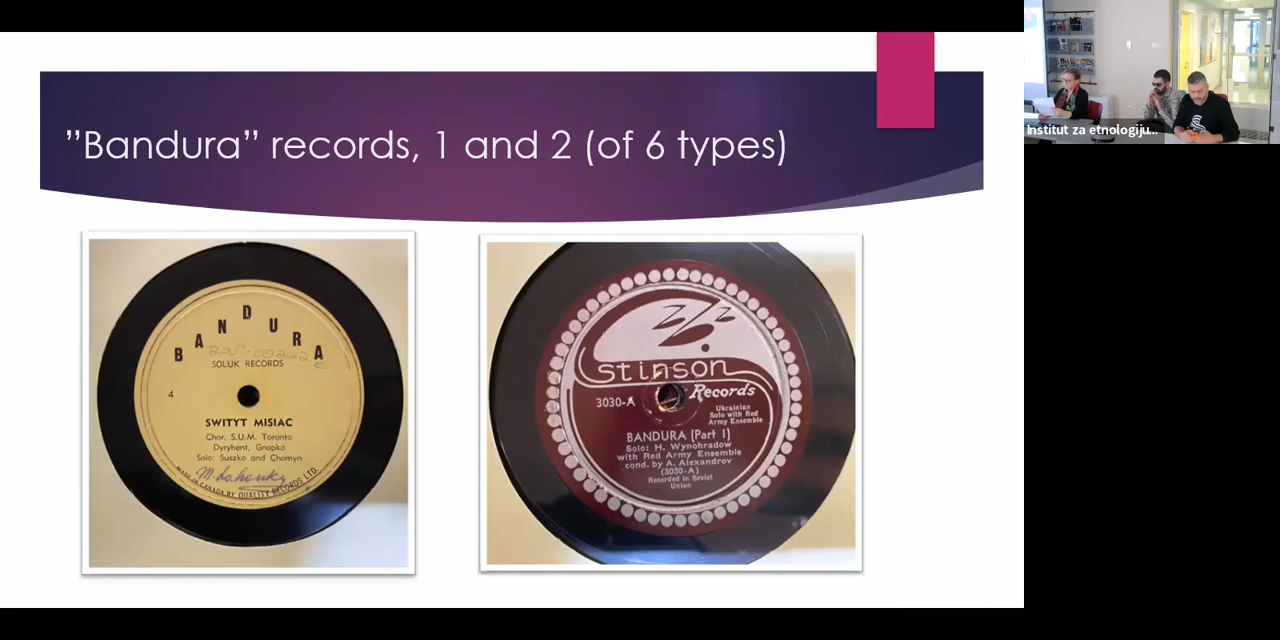 ”Bandura” records, 1 and 2 (of 6 types)
Institut za etnologiju...
BANDURA
SOLUK RECORDS
4
SWITYT MISIAC
Chor. S.U.M. Toronto
Dyryhent, Gnapko
Solo: Suszko and Chomyn
MADE IN CANADA BY QUALITY RECORDS LTD.
Stinson
Records
3030-A
Ukrainian
Solo with Red
Army Ensemble
BANDURA (Part 1)
Solo: H. Wynohradow
with Red Army Ensemble
cond. by A. Alexandrov
(3030-A)
Recorded in Soviet
Union